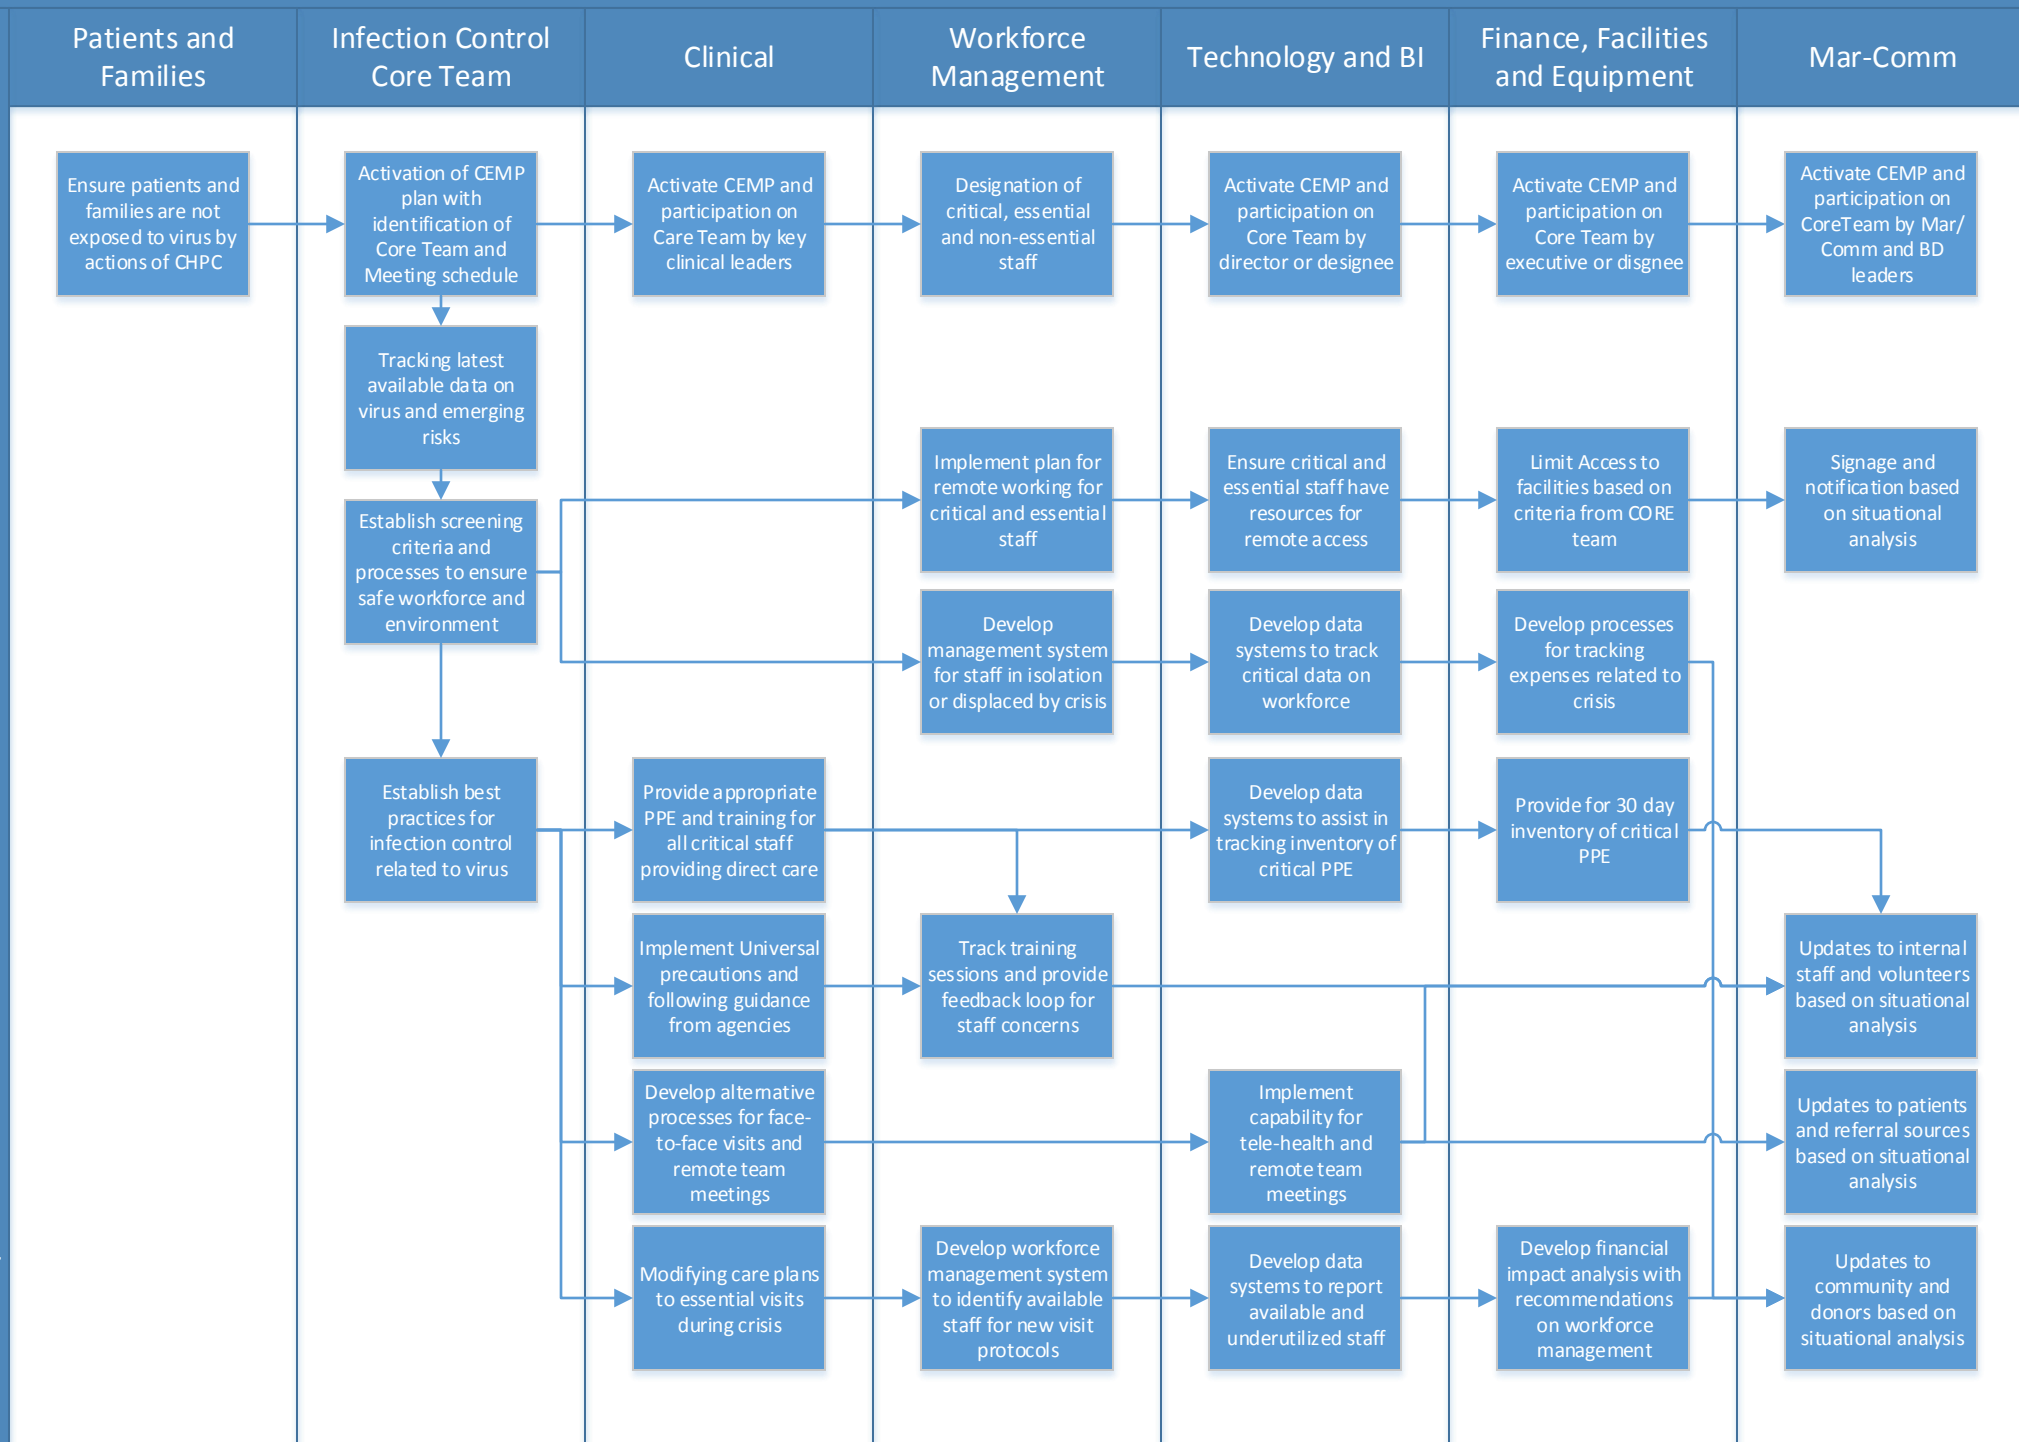 Patients and
Families
Infection Control
Core Team
Clinical
Workforce
Management
Technology and BI
Finance, Facilities
and Equipment
Mar-Comm
Ensure patients and
families are not
exposed to virus by
actions of CHPC
Activation of CEMP
plan with
identification of
Core Team and
Meeting schedule
Activate CEMP and
participation on
Care Team by key
clinical leaders
Designation of
critical, essential
and non-essential
staff
Activate CEMP and
participation on
Core Team by
director or designee
Activate CEMP and
participation on
Core Team by
executive or disgnee
Activate CEMP and
participation on
CoreTeam by Mar/
Comm and BD
leaders
Tracking latest
available data on
virus and emerging
risks
Implement plan for
remote working for
critical and essential
staff
Ensure critical and
essential staff have
resources for
remote access
Limit Access to
facilities based on
criteria from CORE
team
Signage and
notification based
on situational
analysis
Establish screening
criteria and
processes to ensure
safe workforce and
environment
Develop
management system
for staff in isolation
or displaced by crisis
Develop data
systems to track
critical data on
workforce
Develop processes
for tracking
expenses related to
crisis
Establish best
practices for
infection control
related to virus
Provide appropriate
PPE and training for
all critical staff
providing direct care
Develop data
systems to assist in
tracking inventory of
critical PPE
Provide for 30 day
inventory of critical
PPE
Implement Universal
precautions and
following guidance
from agencies
Track training
sessions and provide
feedback loop for
staff concerns
Updates to internal
staff and volunteers
based on situational
analysis
Develop alternative
processes for face-
to-face visits and
remote team
meetings
Implement
capability for
tele-health and
remote team
meetings
Updates to patients
and referral sources
based on situational
analysis
Modifying care plans
to essential visits
during crisis
Develop workforce
management system
to identify available
staff for new visit
protocols
Develop data
systems to report
available and
underutilized staff
Develop financial
impact analysis with
recommendations
on workforce
management
Updates to
community and
donors based on
situational analysis